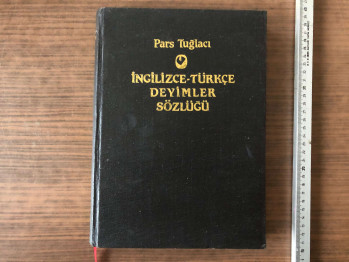 Pars Tuğlacı
İNGİLİZCE-TÜRKÇE
DEYİMLER
SÖZLÜĞÜ